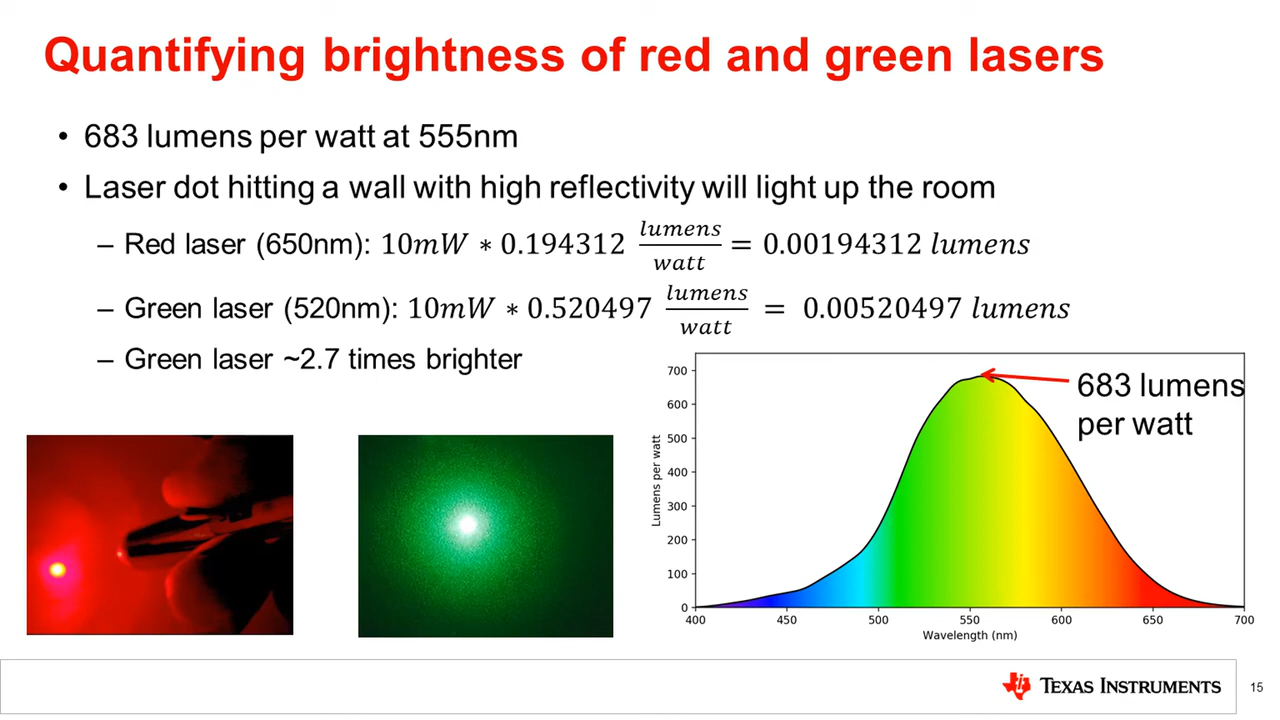 Quantifying brightness of red and green lasers
• 683 lumens per watt at 555nm
• Laser dot hitting a wall with high reflectivity will light up the room
– Red laser (650nm): 10mW * 0.194312 lumens/watt = 0.00194312 lumens
– Green laser (520nm): 10mW * 0.520497 lumens/watt = 0.00520497 lumens
– Green laser ~2.7 times brighter
683 lumens
per watt
Lumens per watt
700
600
500
400
300
200
100
0
400 450 500 550 600 650 700
Wavelength (nm)
TEXAS INSTRUMENTS
15